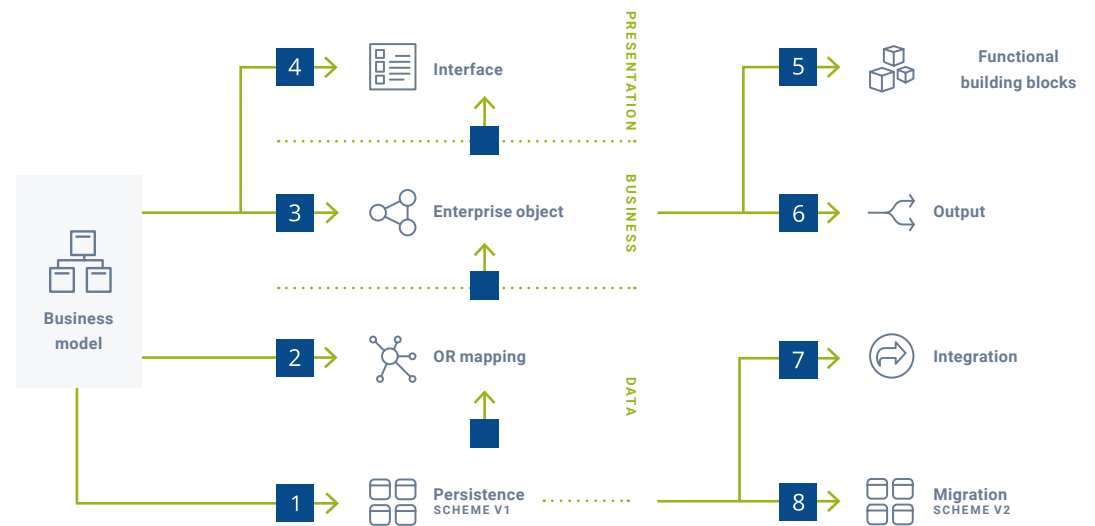 4
Interface
PRESENTATION
5
Functional
building blocks
3
Enterprise object
BUSINESS
6
Output
Business
model
2
OR mapping
DATA
7
Integration
1
Persistence
SCHEME V1
8
Migration
SCHEME V2